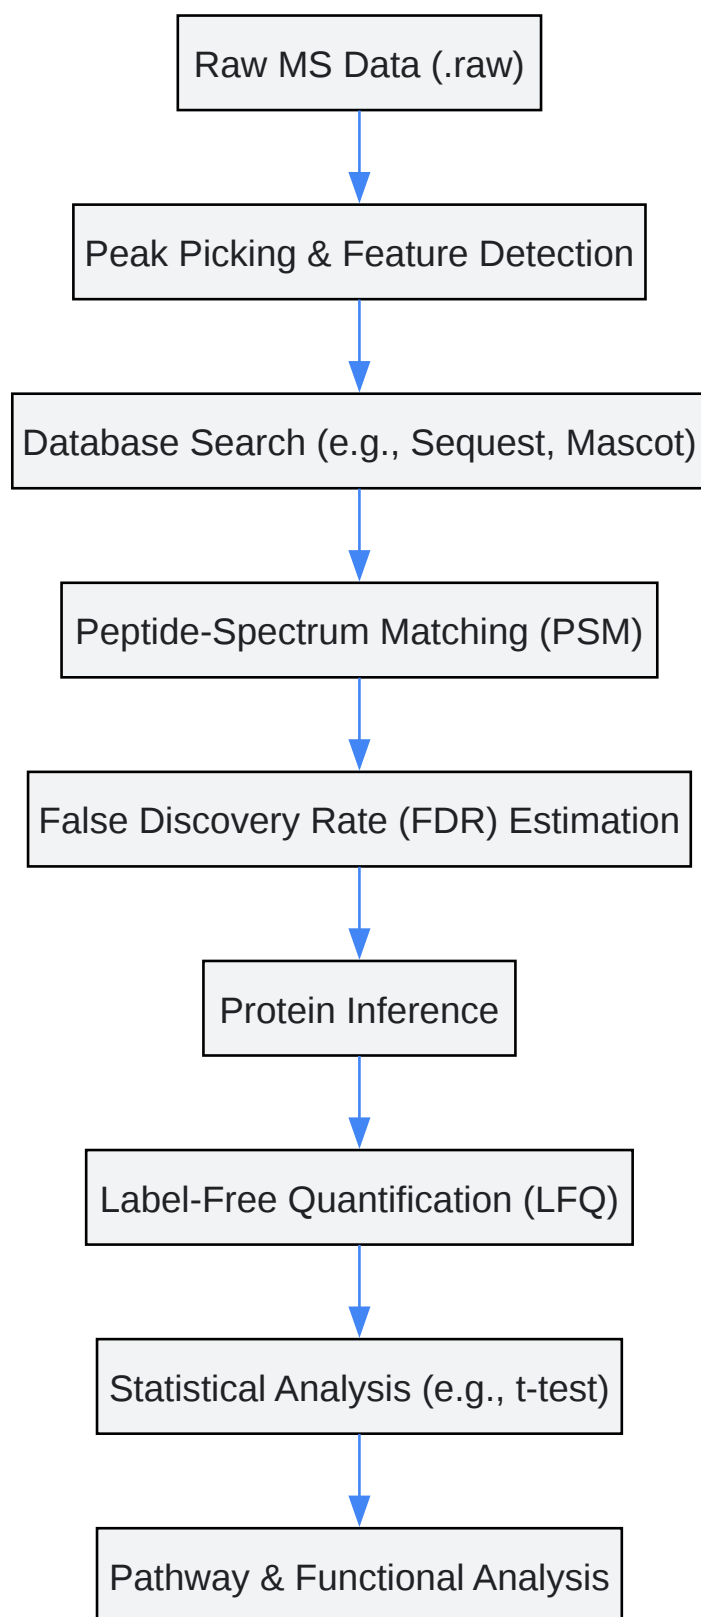 Raw MS Data (.raw)
Peak Picking & Feature Detection
Database Search (e.g., Sequest, Mascot)
Peptide-Spectrum Matching (PSM)
False Discovery Rate (FDR) Estimation
Protein Inference
Label-Free Quantification (LFQ)
Statistical Analysis (e.g., t-test)
Pathway & Functional Analysis